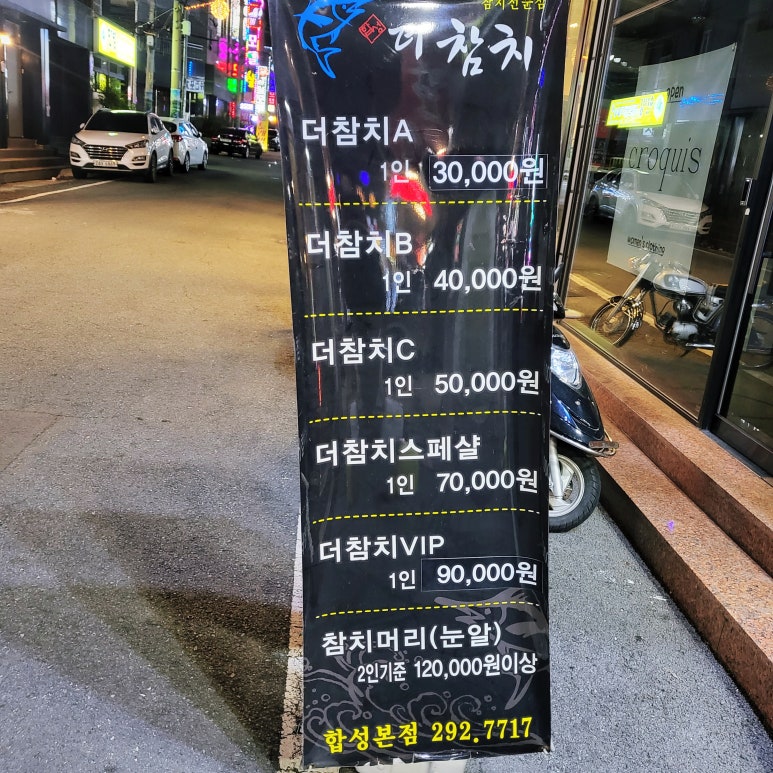 참치전문점
더참치
더참치A
1인 30,000원
더참치B
1인 40,000원
더참치C
1인 50,000원
더참치스페샬
1인 70,000원
더참치VIP
1인 90,000원
참치머리(눈알)
2인기준 120,000원이상
합성본점 292.7717
open
croquis
women's clothing